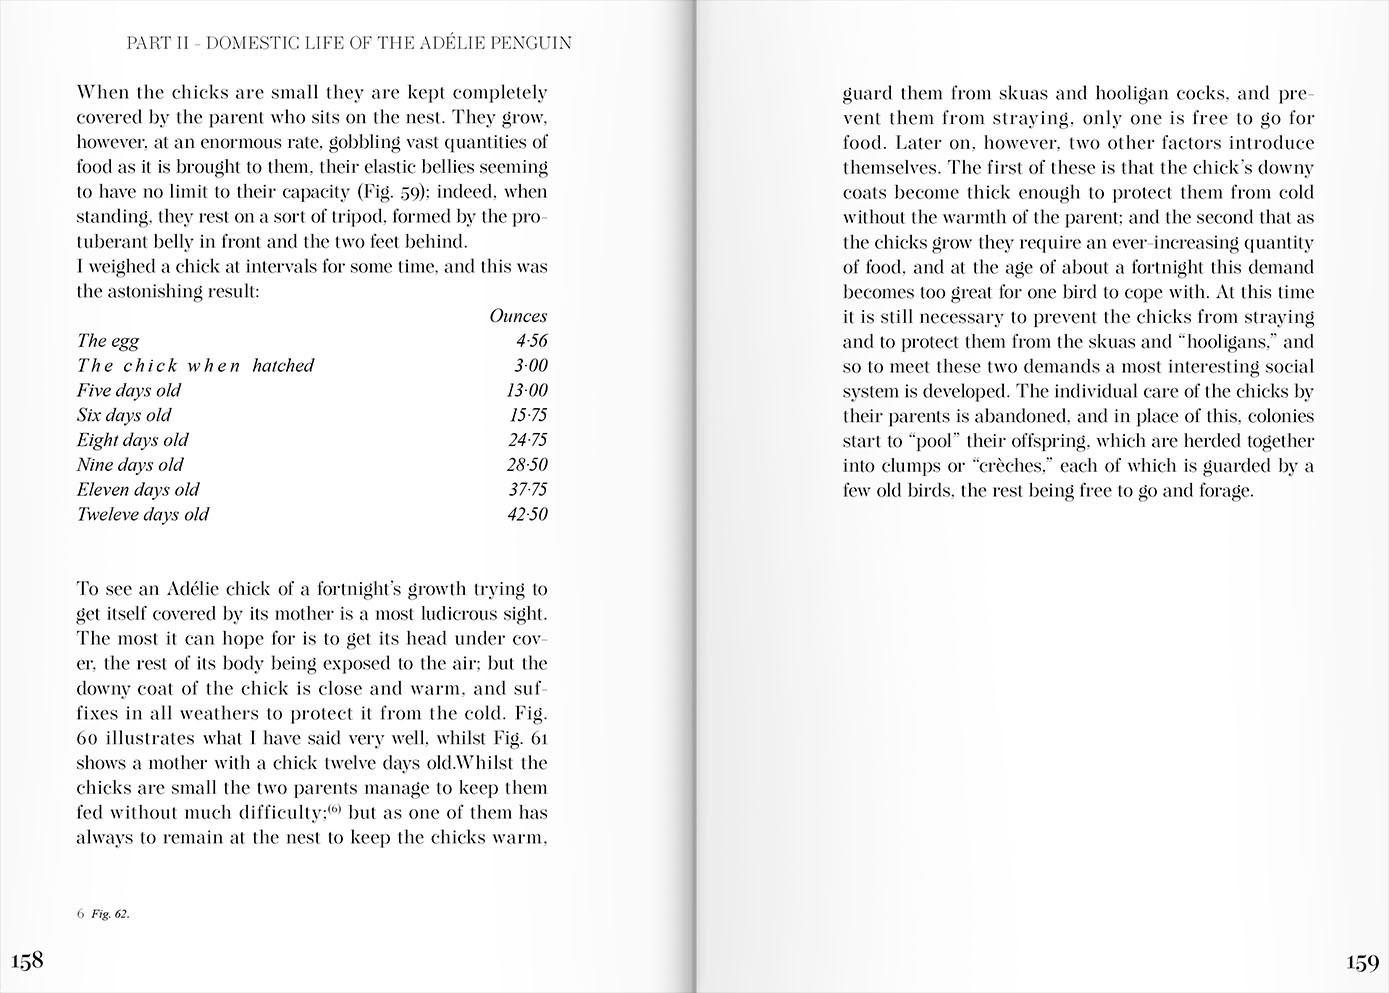 PART II - DOMESTIC LIFE OF THE ADÉLIE PENGUIN
When the chicks are small they are kept completely
covered by the parent who sits on the nest. They grow,
however, at an enormous rate, gobbling vast quantities of
food as it is brought to them, their elastic bellies seeming
to have no limit to their capacity (Fig. 59); indeed, when
standing, they rest on a sort of tripod, formed by the pro-
tuberant belly in front and the two feet behind.
I weighed a chick at intervals for some time, and this was
the astonishing result:
Ounces
The egg 4·56
The chick when hatched 3·00
Five days old 13·00
Six days old 15·75
Eight days old 24·75
Nine days old 28·50
Eleven days old 37·75
Tweleve days old 42·50
To see an Adélie chick of a fortnight's growth trying to
get itself covered by its mother is a most ludicrous sight.
The most it can hope for is to get its head under cov-
er, the rest of its body being exposed to the air; but the
downy coat of the chick is close and warm, and suf-
fixes in all weathers to protect it from the cold. Fig.
60 illustrates what I have said very well, whilst Fig. 61
shows a mother with a chick twelve days old.Whilst the
chicks are small the two parents manage to keep them
fed without much difficulty;(6) but as one of them has
always to remain at the nest to keep the chicks warm,
6 Fig. 62.
158
guard them from skuas and hooligan cocks, and pre-
vent them from straying, only one is free to go for
food. Later on, however, two other factors introduce
themselves. The first of these is that the chick's downy
coats become thick enough to protect them from cold
without the warmth of the parent; and the second that as
the chicks grow they require an ever-increasing quantity
of food, and at the age of about a fortnight this demand
becomes too great for one bird to cope with. At this time
it is still necessary to prevent the chicks from straying
and to protect them from the skuas and “hooligans,” and
so to meet these two demands a most interesting social
system is developed. The individual care of the chicks by
their parents is abandoned, and in place of this, colonies
start to “pool” their offspring, which are herded together
into clumps or “crèches,” each of which is guarded by a
few old birds, the rest being free to go and forage.
159